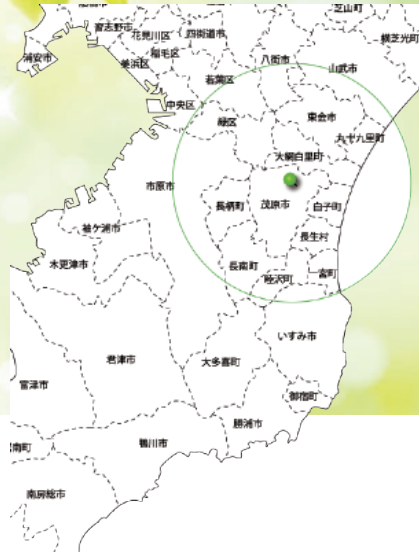 芝山町
習志野市
花見川区
四街道市
横芝光町
稲毛区
浦安市
美浜区
八街市
山武市
若葉区
中央区
緑区
東金市
九十九里町
大網白里町
市原市
長柄町
茂原市
白子町
袖ケ浦市
長生村
木更津市
長南町
睦沢町
一宮町
いすみ市
君津市
大多喜町
富津市
御宿町
勝浦市
鴨川市
南町
南房総市